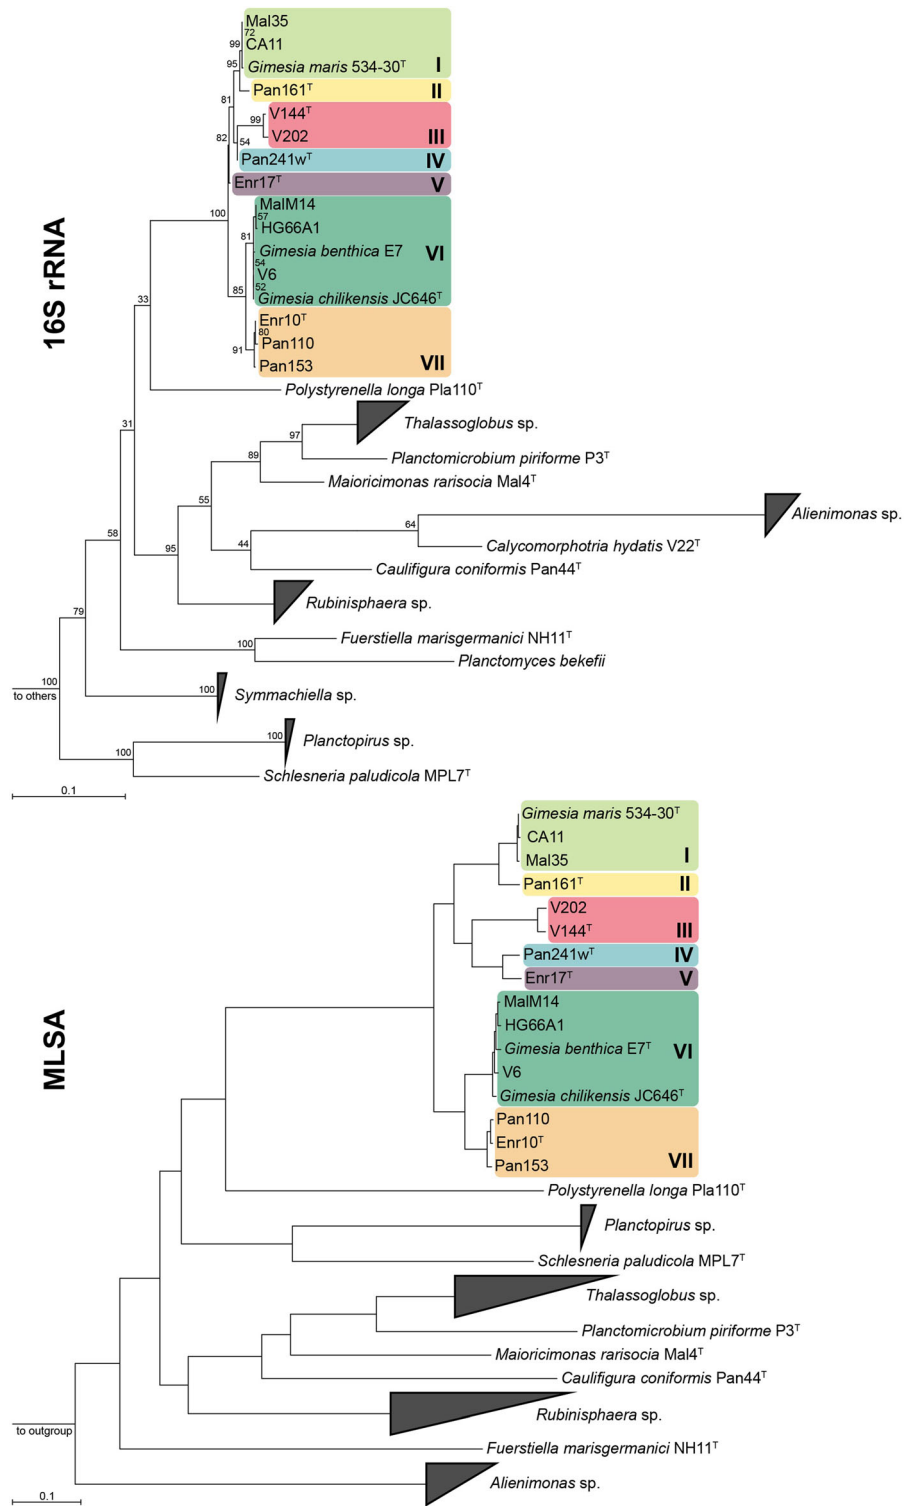 16S rRNA
Mal35
72
CA11
99
Gimesia maris 534-30ᵀ I
95
Pan161ᵀ II
81
V144ᵀ
99
V202 III
82
54
Pan241wᵀ IV
Enr17ᵀ V
MalM14
57
HG66A1
100
81
Gimesia benthica E7 VI
54
V6
52
Gimesia chilikensis JC646ᵀ
85
Enr10ᵀ
80
Pan110
91
Pan153 VII
33
Polystyrenella longa Pla110ᵀ
Thalassoglobus sp.
97
31
Planctomicrobium piriforme P3ᵀ
89
Maioricimonas rarisocia Mal4ᵀ
55
Alienimonas sp.
64
58
Calycomorphotria hydatis V22ᵀ
95
44
Caulifigura coniformis Pan44ᵀ
Rubinisphaera sp.
79
Fuerstiella marisgermanici NH11ᵀ
100
Planctomyces bekefii
100
to others
100
Symmachiella sp.
100
Planctopirus sp.
100
Schlesneria paludicola MPL7ᵀ
0.1
MLSA
Gimesia maris 534-30ᵀ
CA11
Mal35 I
Pan161ᵀ II
V202
V144ᵀ III
Pan241wᵀ IV
Enr17ᵀ V
MalM14
HG66A1
Gimesia benthica E7ᵀ VI
V6
Gimesia chilikensis JC646ᵀ
Pan110
Enr10ᵀ
Pan153 VII
Polystyrenella longa Pla110ᵀ
Planctopirus sp.
Schlesneria paludicola MPL7ᵀ
Thalassoglobus sp.
Planctomicrobium piriforme P3ᵀ
Maioricimonas rarisocia Mal4ᵀ
Caulifigura coniformis Pan44ᵀ
Rubinisphaera sp.
to outgroup
Fuerstiella marisgermanici NH11ᵀ
Alienimonas sp.
0.1